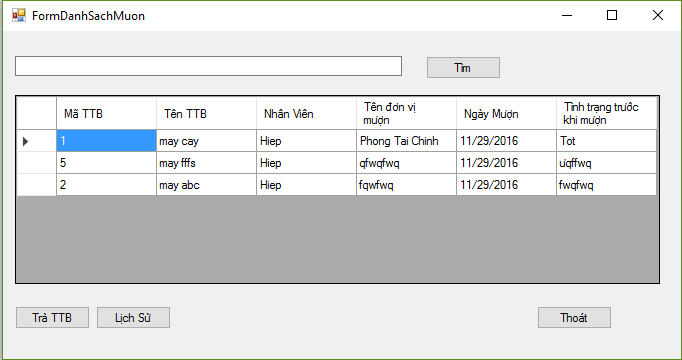 FormDanhSachMuon
Tìm
Mã TTB Tên TTB Nhân Viên Tên đơn vị mượn Ngày Mượn Tình trạng trước khi mượn
1 may cay Hiep Phong Tai Chinh 11/29/2016 Tot
5 may fffs Hiep qfwqfwq 11/29/2016 ưqffwq
2 may abc Hiep fqwfwq 11/29/2016 fwqfwq
Trả TTB Lịch Sử Thoát